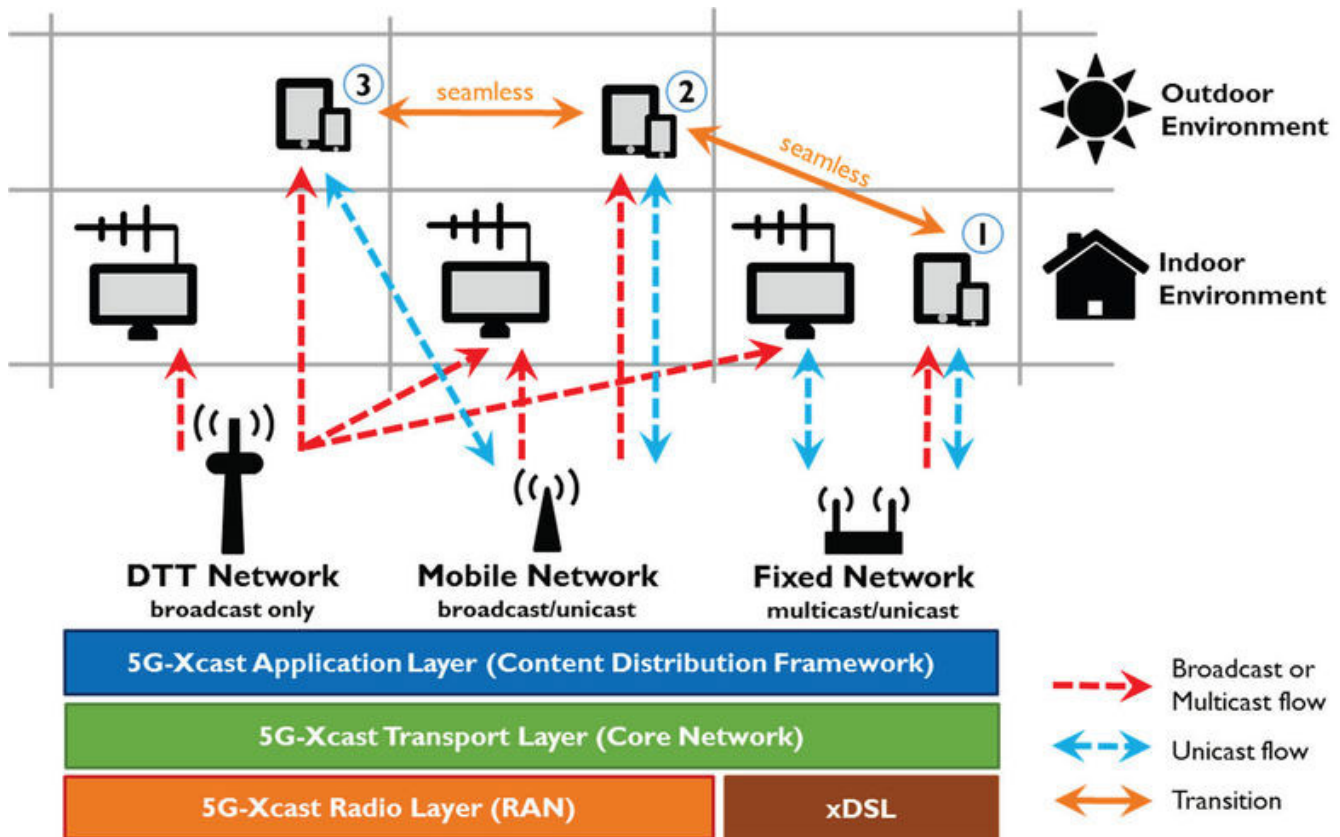 3
seamless
2
Outdoor
Environment
seamless
1
Indoor
Environment
DTT Network
broadcast only
Mobile Network
broadcast/unicast
Fixed Network
multicast/unicast
5G-Xcast Application Layer (Content Distribution Framework)
5G-Xcast Transport Layer (Core Network)
5G-Xcast Radio Layer (RAN)
xDSL
Broadcast or
Multicast flow
Unicast flow
Transition